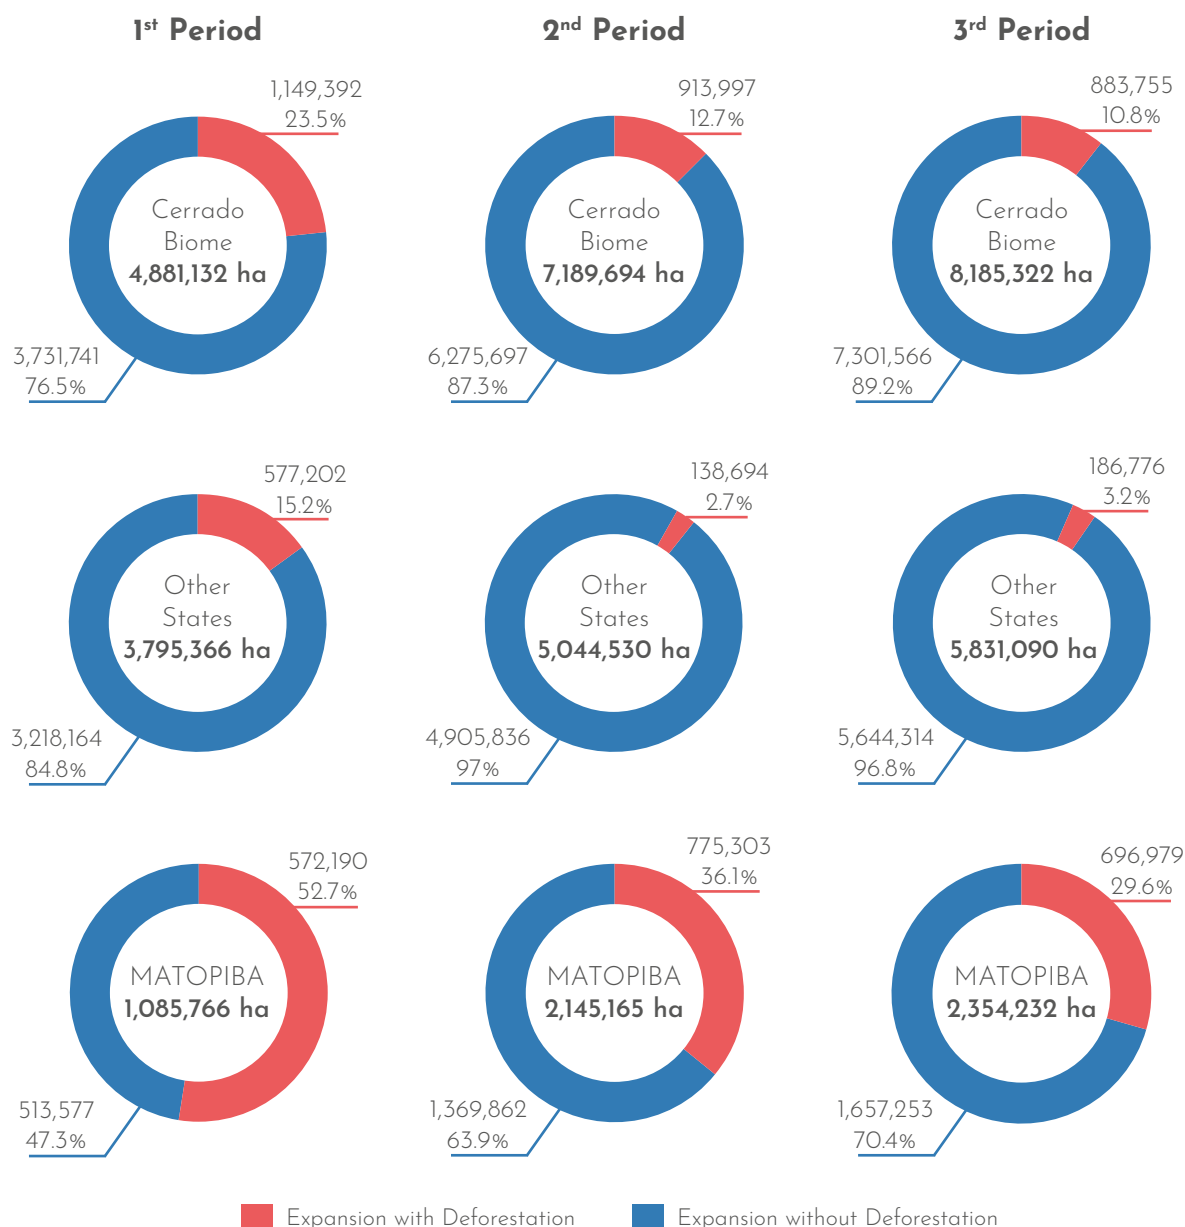 1st Period
2nd Period
3rd Period
1,149,392
23.5%
Cerrado
Biome
4,881,132 ha
3,731,741
76.5%
913,997
12.7%
Cerrado
Biome
7,189,694 ha
6,275,697
87.3%
883,755
10.8%
Cerrado
Biome
8,185,322 ha
7,301,566
89.2%
577,202
15.2%
Other
States
3,795,366 ha
3,218,164
84.8%
138,694
2.7%
Other
States
5,044,530 ha
4,905,836
97%
186,776
3.2%
Other
States
5,831,090 ha
5,644,314
96.8%
572,190
52.7%
MATOPIBA
1,085,766 ha
513,577
47.3%
775,303
36.1%
MATOPIBA
2,145,165 ha
1,369,862
63.9%
696,979
29.6%
MATOPIBA
2,354,232 ha
1,657,253
70.4%
Expansion with Deforestation
Expansion without Deforestation